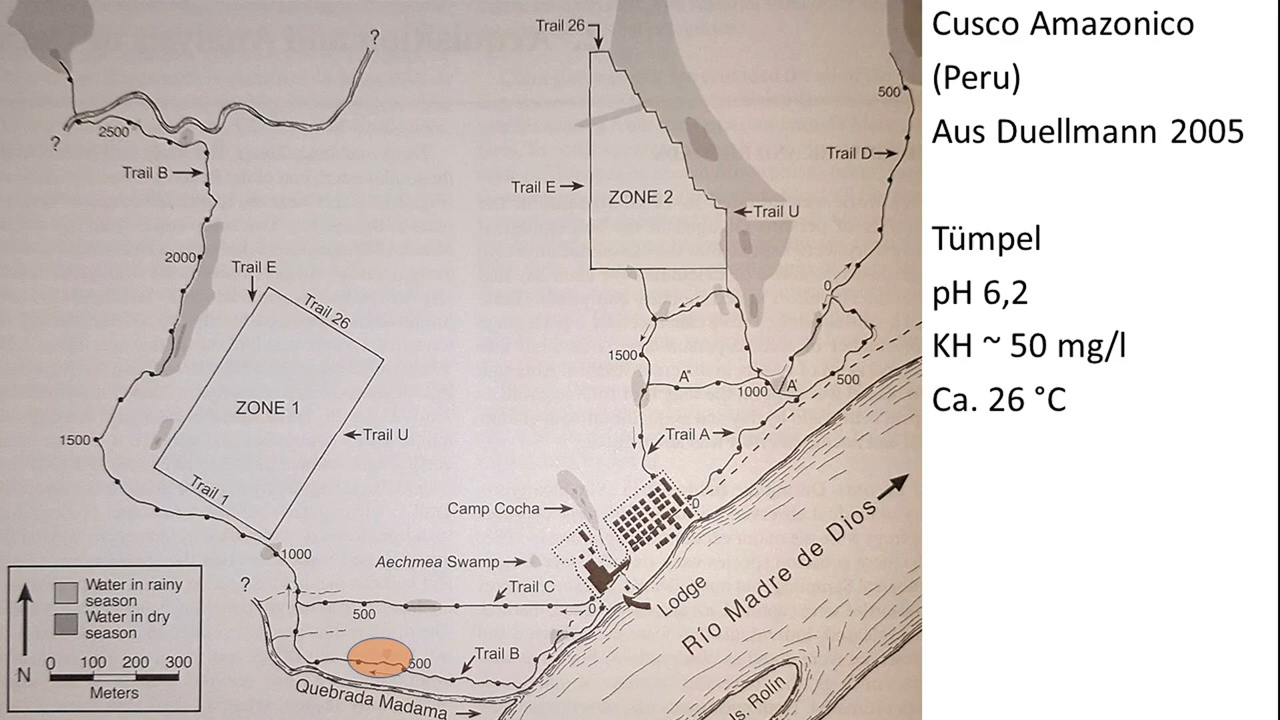 Trail 26
?
?
2500
Trail B
2000
Trail E
Trail 26
ZONE 1
1500
Trail U
Trail 1
1000
Trail E
ZONE 2
Trail U
Trail D
500
0
1500
A"
1000
A'
500
Trail A
0
Camp Cocha
Aechmea Swamp
Trail C
0
500
Lodge
?
500
Trail B
Quebrada Madama
Río Madre de Dios
Is. Rolin
Water in rainy
season
Water in dry
season
N
0 100 200 300
Meters
Cusco Amazonico
(Peru)
Aus Duellmann 2005
Tümpel
pH 6,2
KH ~ 50 mg/l
Ca. 26 °C